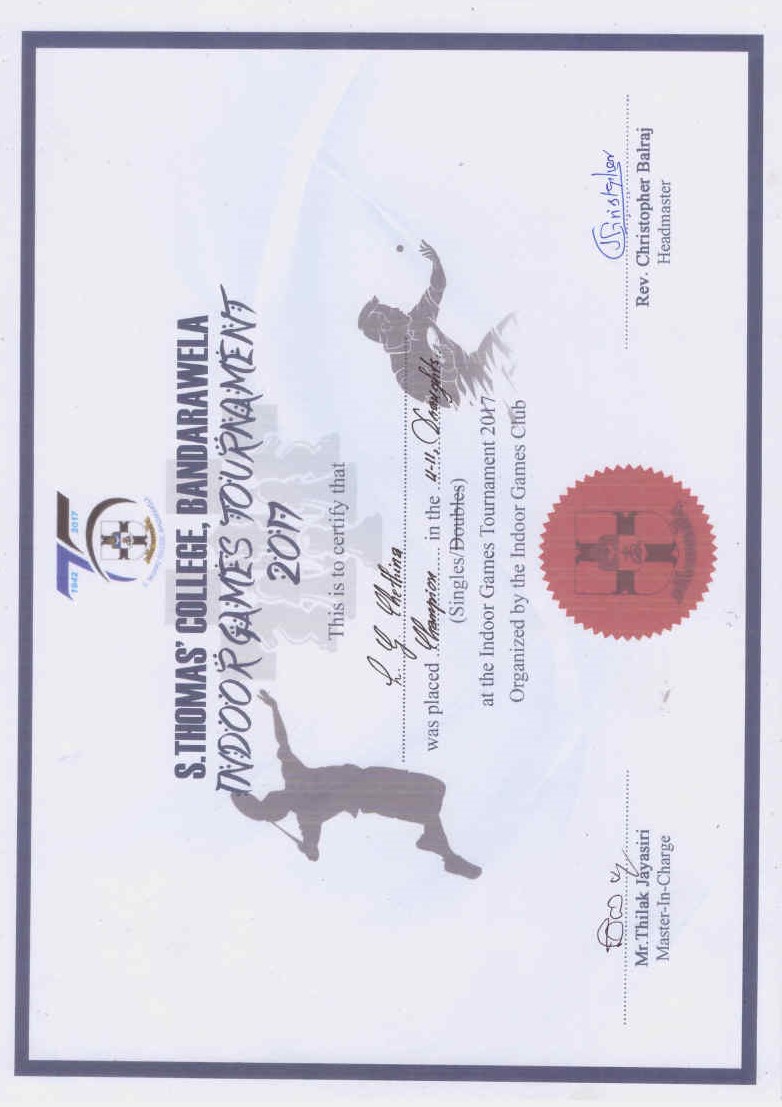 1942 2017
75
S. THOMAS' COLLEGE, BANDARAWELA
S.THOMAS' COLLEGE, BANDARAWELA
INDOOR GAMES TOURNAMENT
2017
This is to certify that
L. G. Chethina
was placed Champion in the U-11, Draughts
(Singles/Doubles)
at the Indoor Games Tournament 2017
Organized by the Indoor Games Club
Christopher
Mr.Thilak Jayasiri
Rev. Christopher Balraj
Master-In-Charge
Headmaster